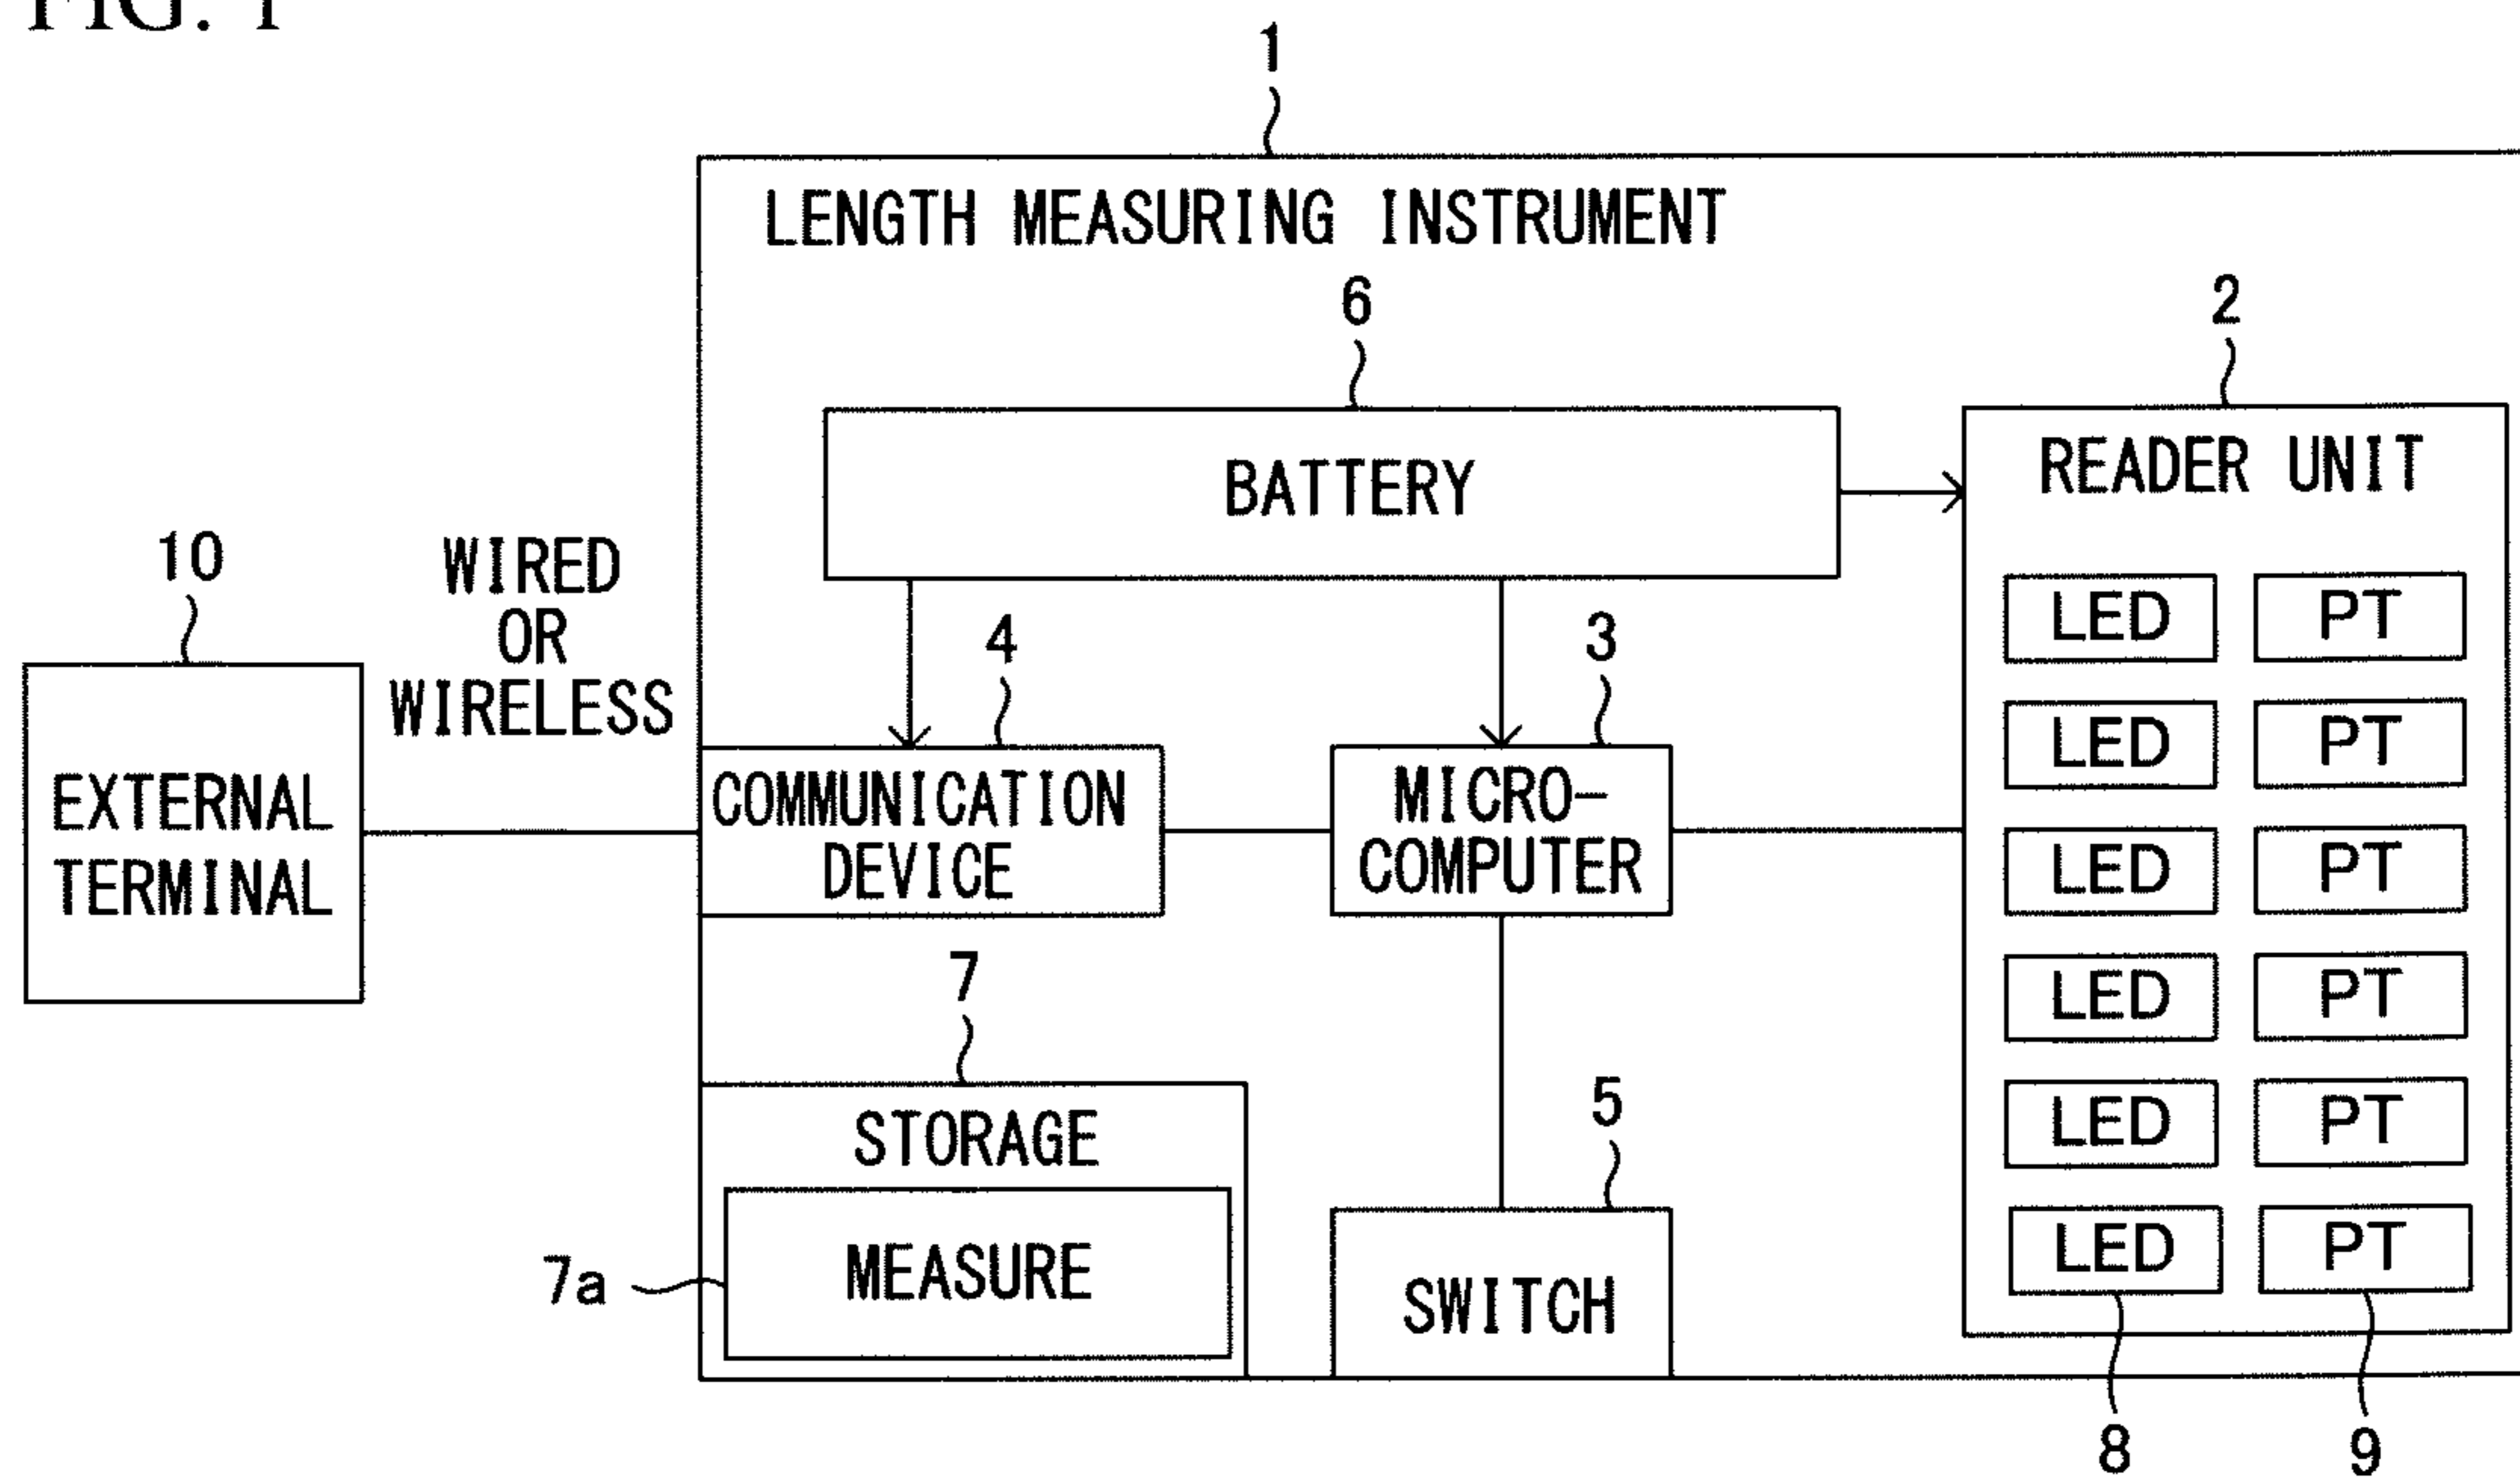 FIG. 1
1
LENGTH MEASURING INSTRUMENT
6
2
BATTERY
READER UNIT
10
WIRED
OR
WIRELESS
4
3
LED PT
LED PT
LED PT
LED PT
LED PT
LED PT
EXTERNAL
TERMINAL
COMMUNICATION
DEVICE
MICRO-
COMPUTER
7
STORAGE
5
7a
MEASURE
SWITCH
8
9